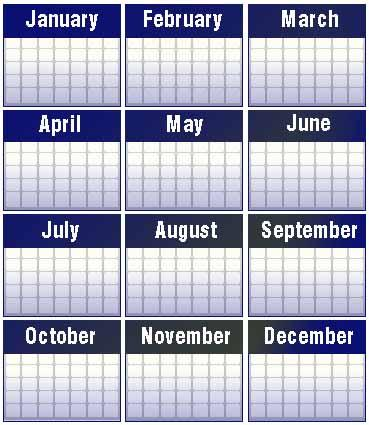 January February March
April May June
July August September
October November December